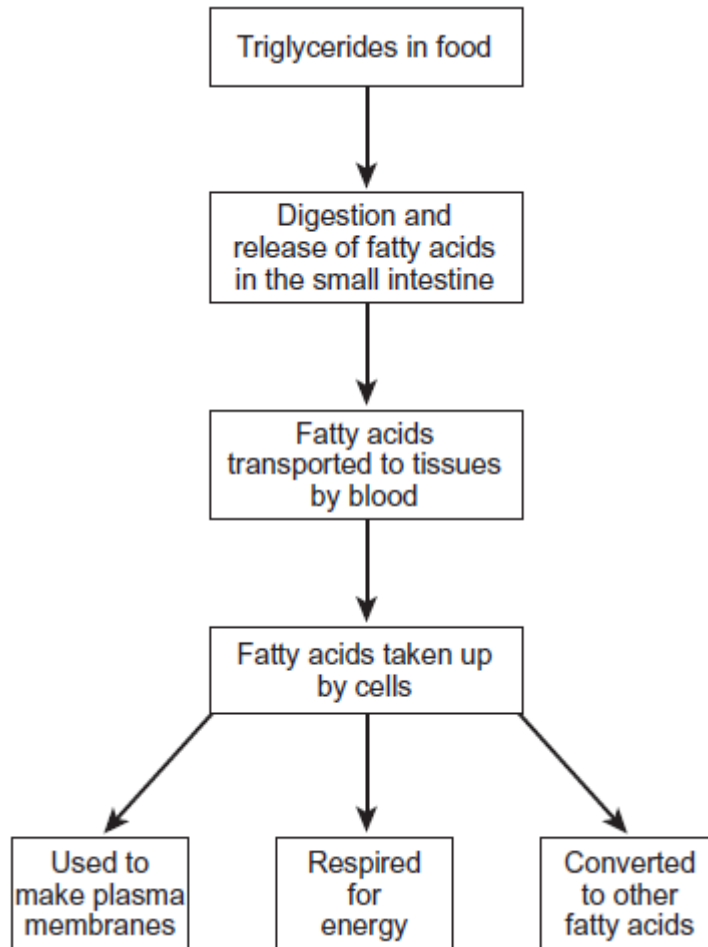 Triglycerides in food
Digestion and
release of fatty acids
in the small intestine
Fatty acids
transported to tissues
by blood
Fatty acids taken up
by cells
Used to
make plasma
membranes
Respired
for
energy
Converted
to other
fatty acids